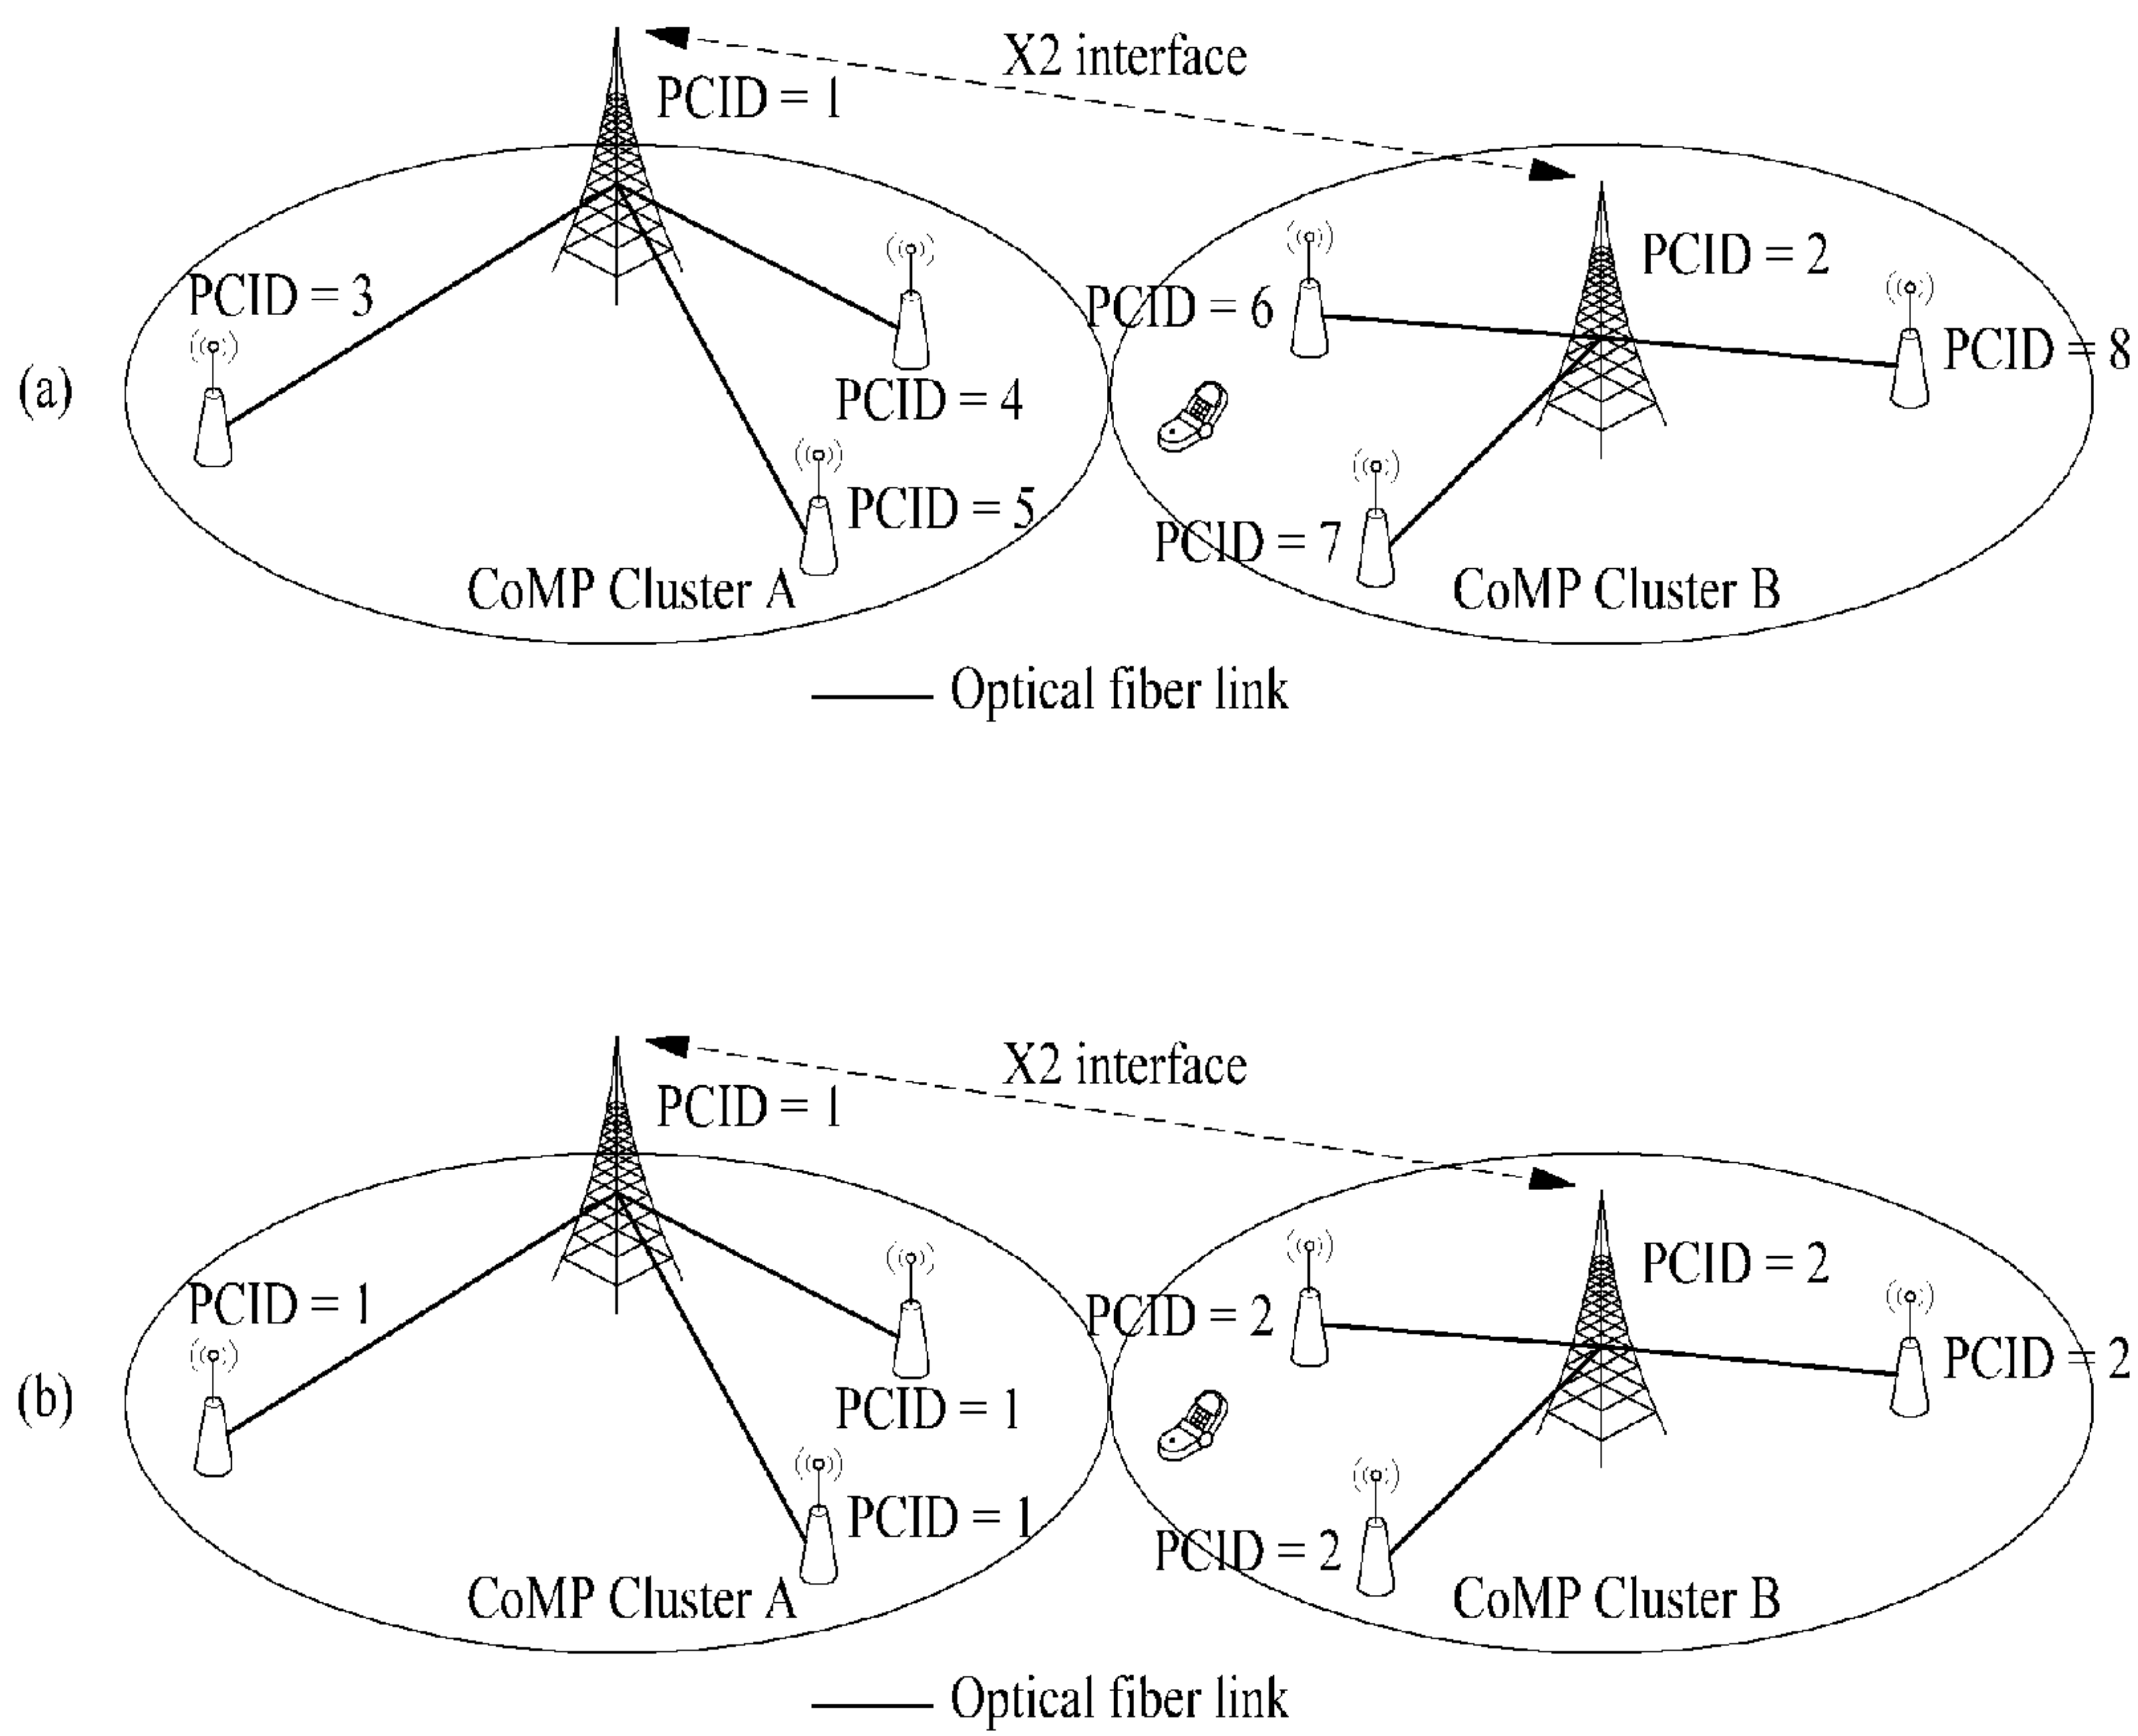 X2 interface
PCID = 1
PCID = 2
PCID = 3
PCID = 6
PCID = 8
(a)
PCID = 4
PCID = 5
PCID = 7
CoMP Cluster A
CoMP Cluster B
Optical fiber link
X2 interface
PCID = 1
PCID = 2
PCID = 1
PCID = 2
PCID = 2
(b)
PCID = 1
PCID = 1
PCID = 2
CoMP Cluster A
CoMP Cluster B
Optical fiber link